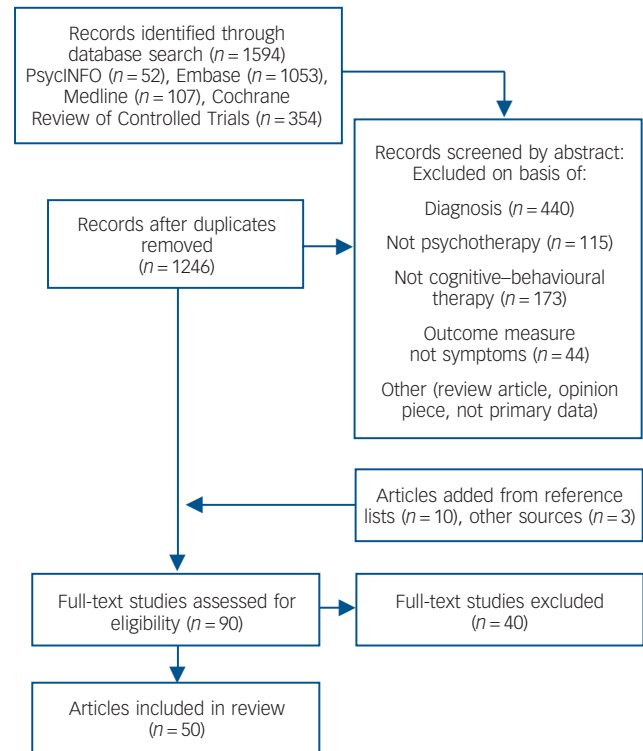 Records identified through
database search (n = 1594)
PsycINFO (n = 52), Embase (n = 1053),
Medline (n = 107), Cochrane
Review of Controlled Trials (n = 354)
Records screened by abstract:
Excluded on basis of:
Diagnosis (n = 440)
Not psychotherapy (n = 115)
Not cognitive–behavioural
therapy (n = 173)
Outcome measure
not symptoms (n = 44)
Other (review article, opinion
piece, not primary data)
Records after duplicates
removed
(n = 1246)
Articles added from reference
lists (n = 10), other sources (n = 3)
Full-text studies assessed for
eligibility (n = 90)
Full-text studies excluded
(n = 40)
Articles included in review
(n = 50)